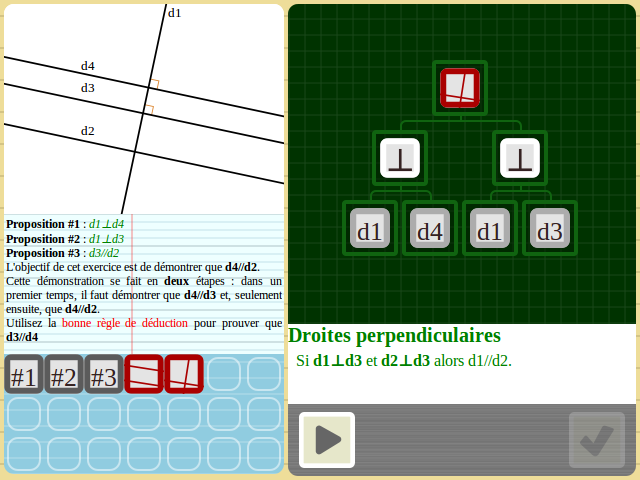 d1
d4
d3
d2
Proposition #1 : d1⊥d4
Proposition #2 : d1⊥d3
Proposition #3 : d3//d2
L'objectif de cet exercice est de démontrer que d4//d2.
Cette démonstration se fait en deux étapes : dans un
premier temps, il faut démontrer que d4//d3 et, seulement
ensuite, que d4//d2.
Utilisez la bonne règle de déduction pour prouver que
d3//d4
#1 #2 #3
⊥ ⊥
d1 d4 d1 d3
Droites perpendiculaires
Si d1⊥d3 et d2⊥d3 alors d1//d2.